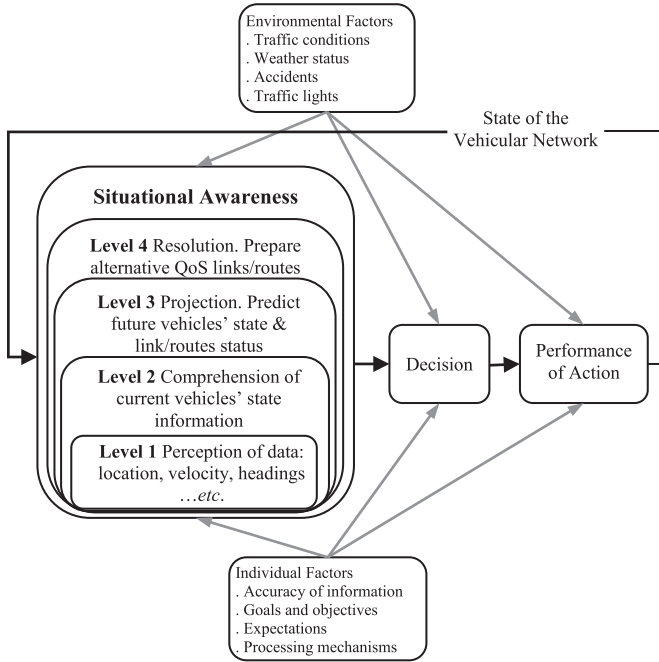 Environmental Factors
. Traffic conditions
. Weather status
. Accidents
. Traffic lights
State of the
Vehicular Network
Situational Awareness
Level 4 Resolution. Prepare
alternative QoS links/routes
Level 3 Projection. Predict
future vehicles’ state &
link/routes status
Level 2 Comprehension of
current vehicles’ state
information
Level 1 Perception of data:
location, velocity, headings
…etc.
Decision
Performance
of Action
Individual Factors
. Accuracy of information
. Goals and objectives
. Expectations
. Processing mechanisms